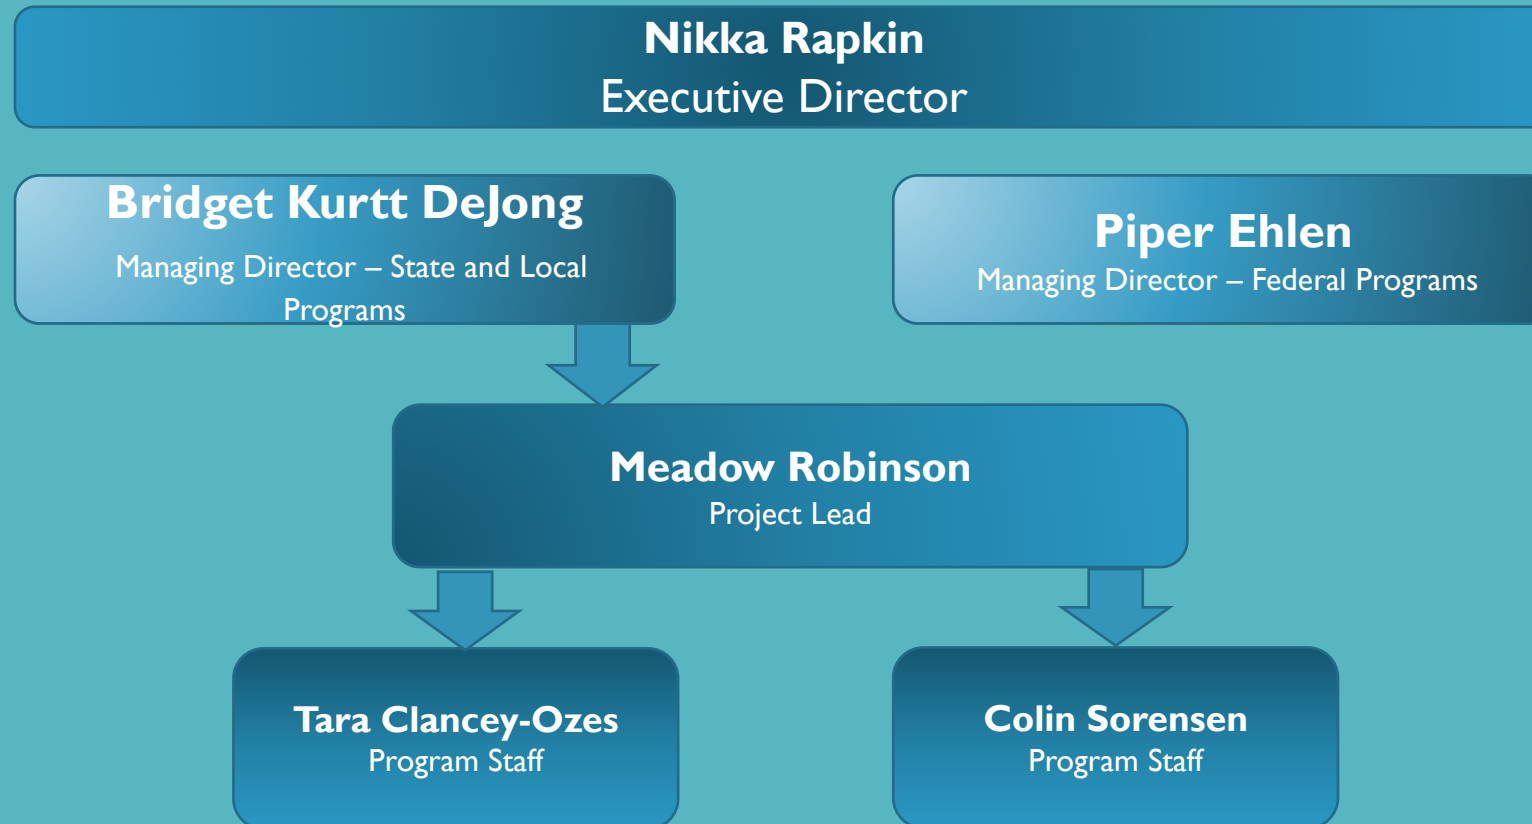 Nikka Rapkin
Executive Director
Bridget Kurtt DeJong
Managing Director – State and Local
Programs
Piper Ehlen
Managing Director – Federal Programs
Meadow Robinson
Project Lead
Tara Clancey-Ozes
Program Staff
Colin Sorensen
Program Staff